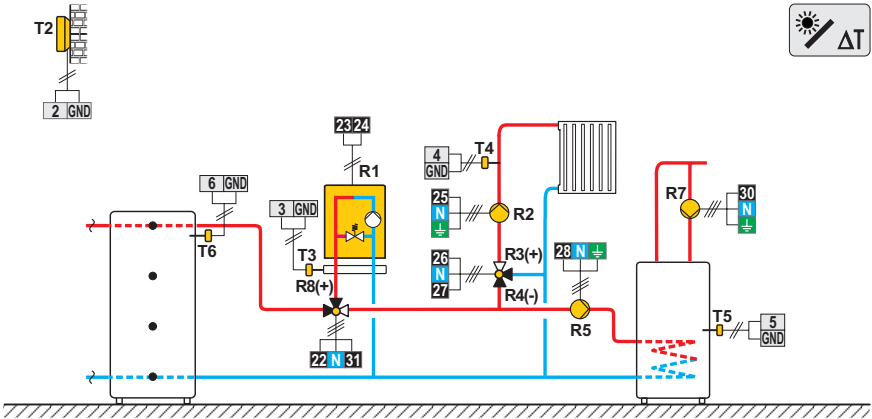 T2
ΔT
2 GND
23 24
R1
T4
4
GND
6 GND
3 GND
R7
30
N
25
N
R2
T6
T3
R8(+)
26
N
27
R3(+)
R4(-)
28 N
R5
T5
5
GND
22 N 31